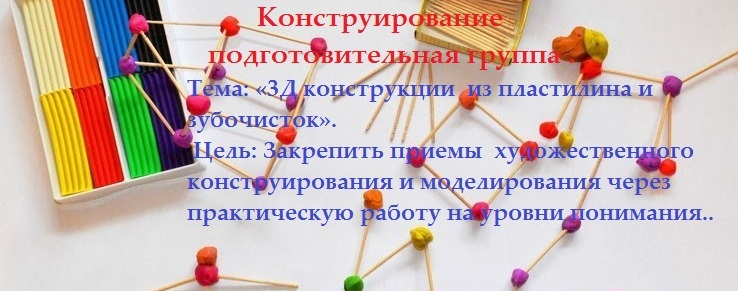 Конструирование
подготовительная группа .
Тема: «3Д конструкции из пластилина и
зубочисток».
Цель: Закрепить приемы художественного
конструирования и моделирования через
практическую работу на уровни понимания..